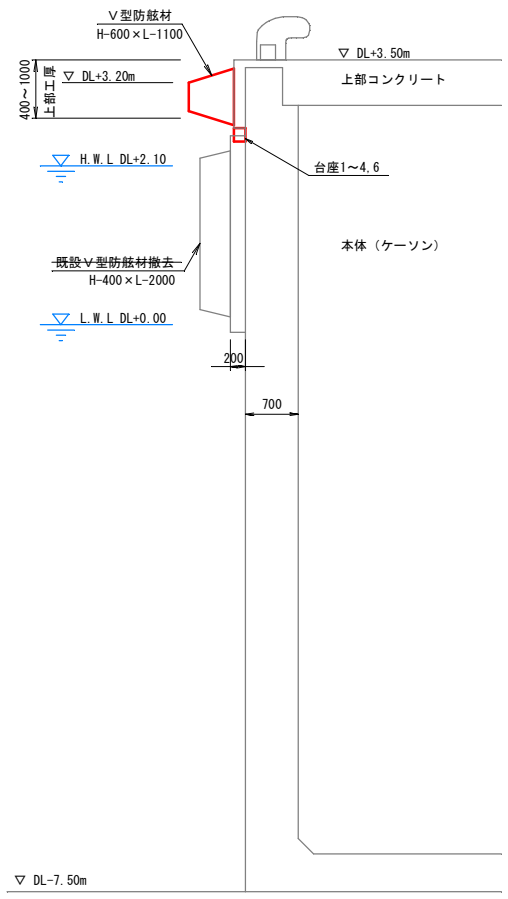 V型防舷材
H-600×L-1100
▽ DL+3.50m
上部コンクリート
400～1000
上部工厚
▽ DL+3.20m
H.W.L DL+2.10
台座1～4,6
本体（ケーソン）
既設V型防舷材撤去
H-400×L-2000
L.W.L DL+0.00
200
700
▽ DL-7.50m